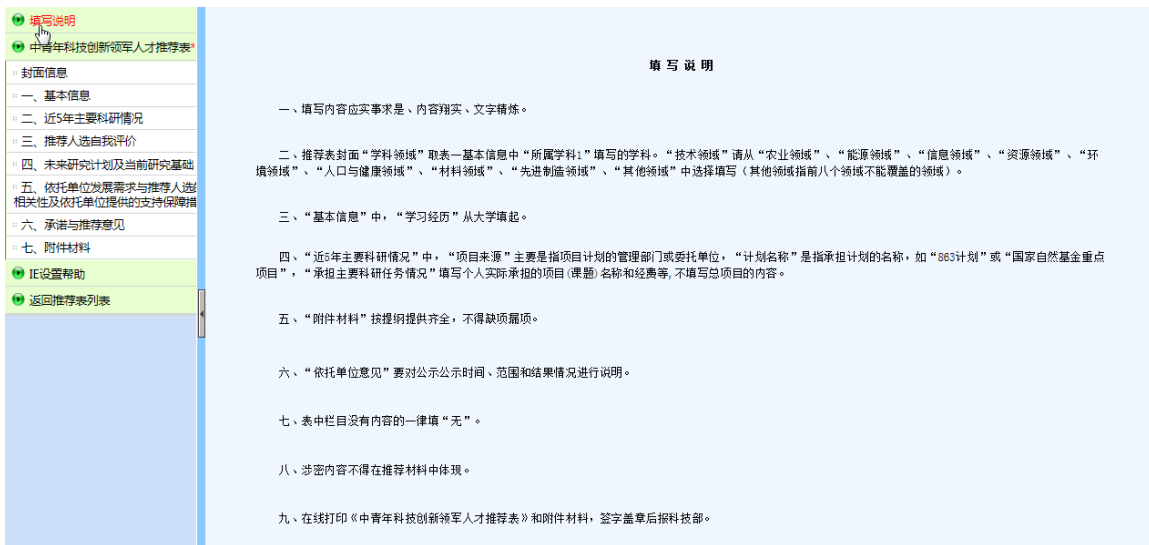 填写说明
中青年科技创新领军人才推荐表*
封面信息
一、基本信息
二、近5年主要科研情况
三、推荐人选自我评价
四、未来研究计划及当前研究基础
五、依托单位发展需求与推荐人选的
相关性及依托单位提供的支持保障措
六、承诺与推荐意见
七、附件材料
IE设置帮助
返回推荐表列表
填 写 说 明
一、填写内容应实事求是、内容翔实、文字精炼。
二、推荐表封面“学科领域”取表一基本信息中“所属学科1”填写的学科。“技术领域”请从“农业领域”、“能源领域”、“信息领域”、“资源领域”、“环
境领域”、“人口与健康领域”、“材料领域”、“先进制造领域”、“其他领域”中选择填写（其他领域指前八个领域不能覆盖的领域）。
三、“基本信息”中，“学习经历”从大学填起。
四、“近5年主要科研情况”中，“项目来源”主要是指项目计划的管理部门或委托单位，“计划名称”是指承担计划的名称，如“863计划”或“国家自然基金重点
项目”，“承担主要科研任务情况”填写个人实际承担的项目(课题)名称和经费等,不填写总项目的内容。
五、“附件材料”按提纲提供齐全，不得缺项漏项。
六、“依托单位意见”要对公示公示时间、范围和结果情况进行说明。
七、表中栏目没有内容的一律填“无”。
八、涉密内容不得在推荐材料中体现。
九、在线打印《中青年科技创新领军人才推荐表》和附件材料，签字盖章后报科技部。